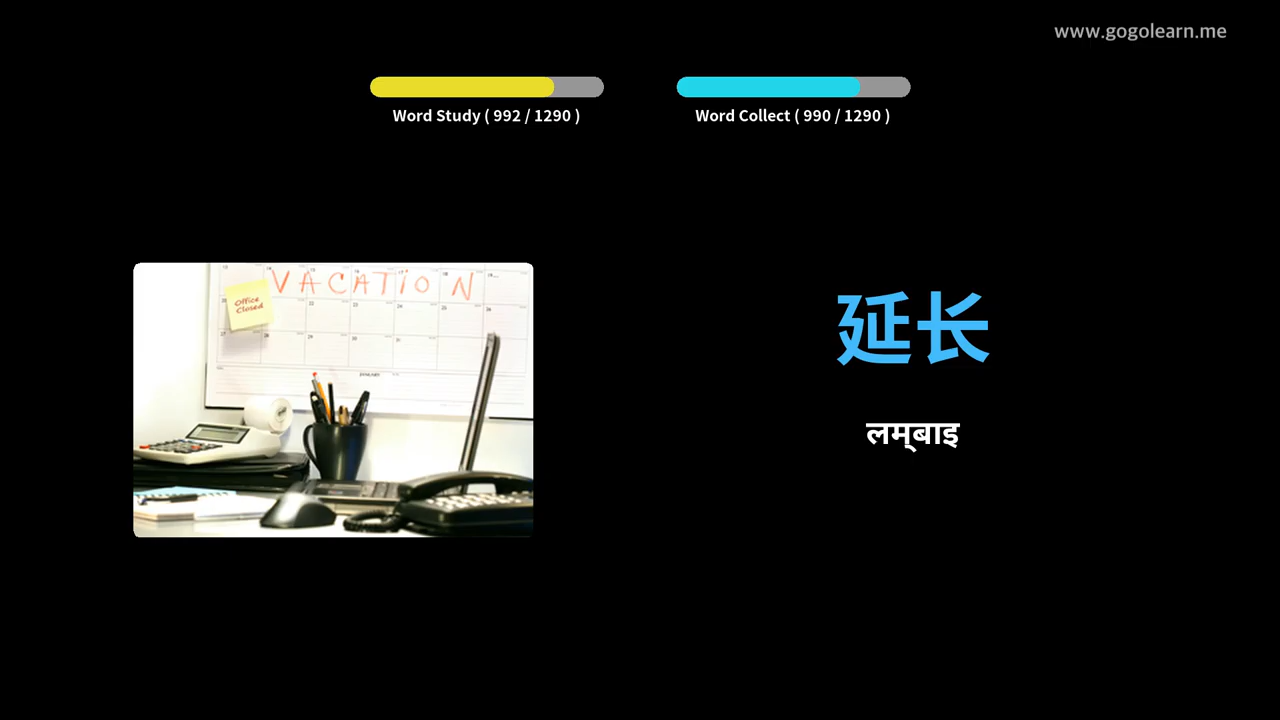 www.gogolearn.me
Word Study ( 992 / 1290 )
Word Collect ( 990 / 1290 )
VACATION
Office
Closed
延长
लम्‌बाइ